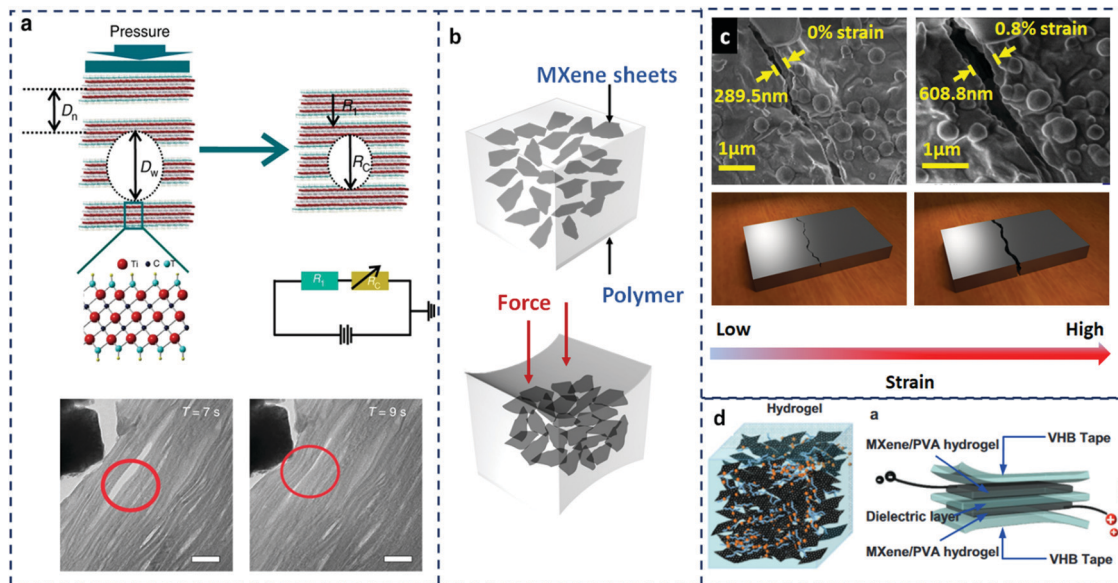 a
Pressure
Dn
Dw
R1
RC
Ti C T
R1
RC
T = 7 s
T = 9 s
b
MXene sheets
Polymer
Force
c
0% strain
289.5nm
1μm
0.8% strain
608.8nm
1μm
Low
High
Strain
d
Hydrogel
a
MXene/PVA hydrogel
VHB Tape
Dielectric layer
MXene/PVA hydrogel
VHB Tape